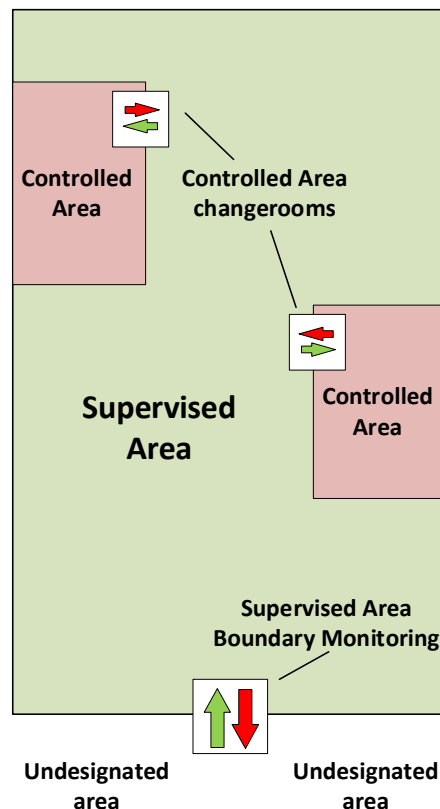 Controlled
Area
Controlled Area
changerooms
Supervised
Area
Controlled
Area
Supervised Area
Boundary Monitoring
Undesignated
area
Undesignated
area